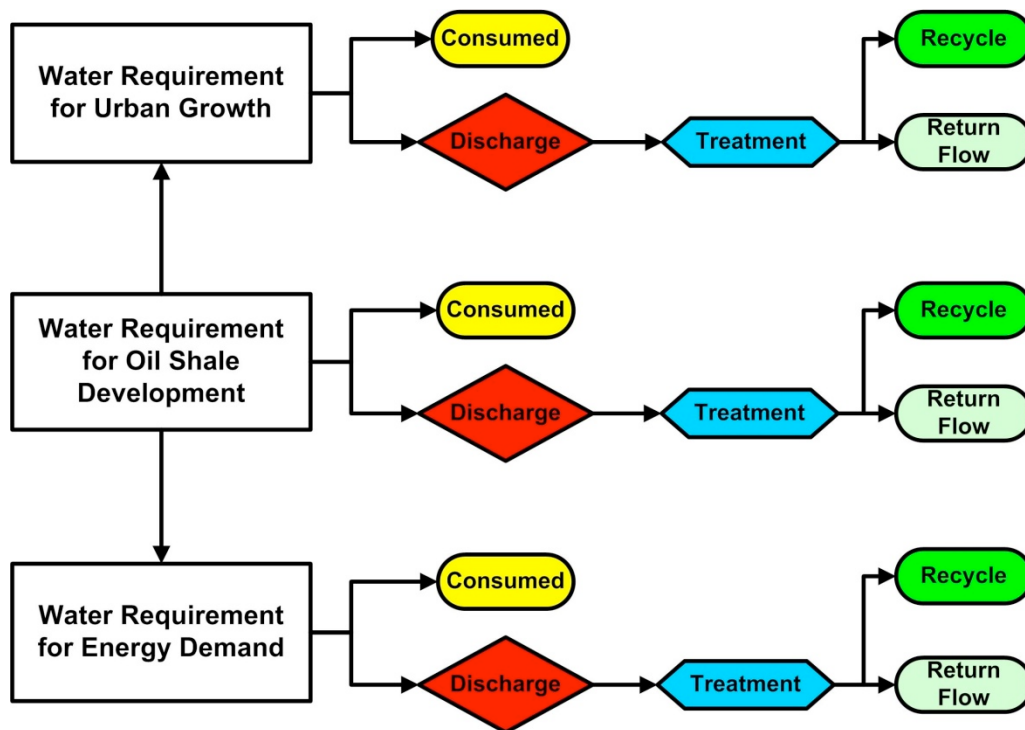 Water Requirement
for Urban Growth
Consumed
Discharge
Treatment
Recycle
Return
Flow
Water Requirement
for Oil Shale
Development
Consumed
Discharge
Treatment
Recycle
Return
Flow
Water Requirement
for Energy Demand
Consumed
Discharge
Treatment
Recycle
Return
Flow